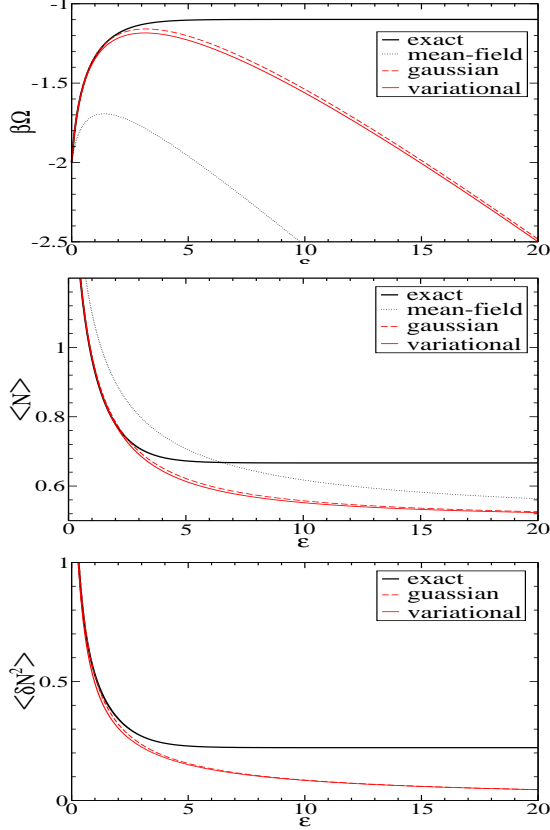 -1
-1.5
-2
-2.5
βΩ
exact
mean-field
gaussian
variational
0
5
10
15
20
ε
1
0.8
0.6
<N>
exact
mean-field
gaussian
variational
0
5
10
15
20
ε
1
0.5
0
<δN²>
exact
guassian
variational
0
5
10
15
20
ε